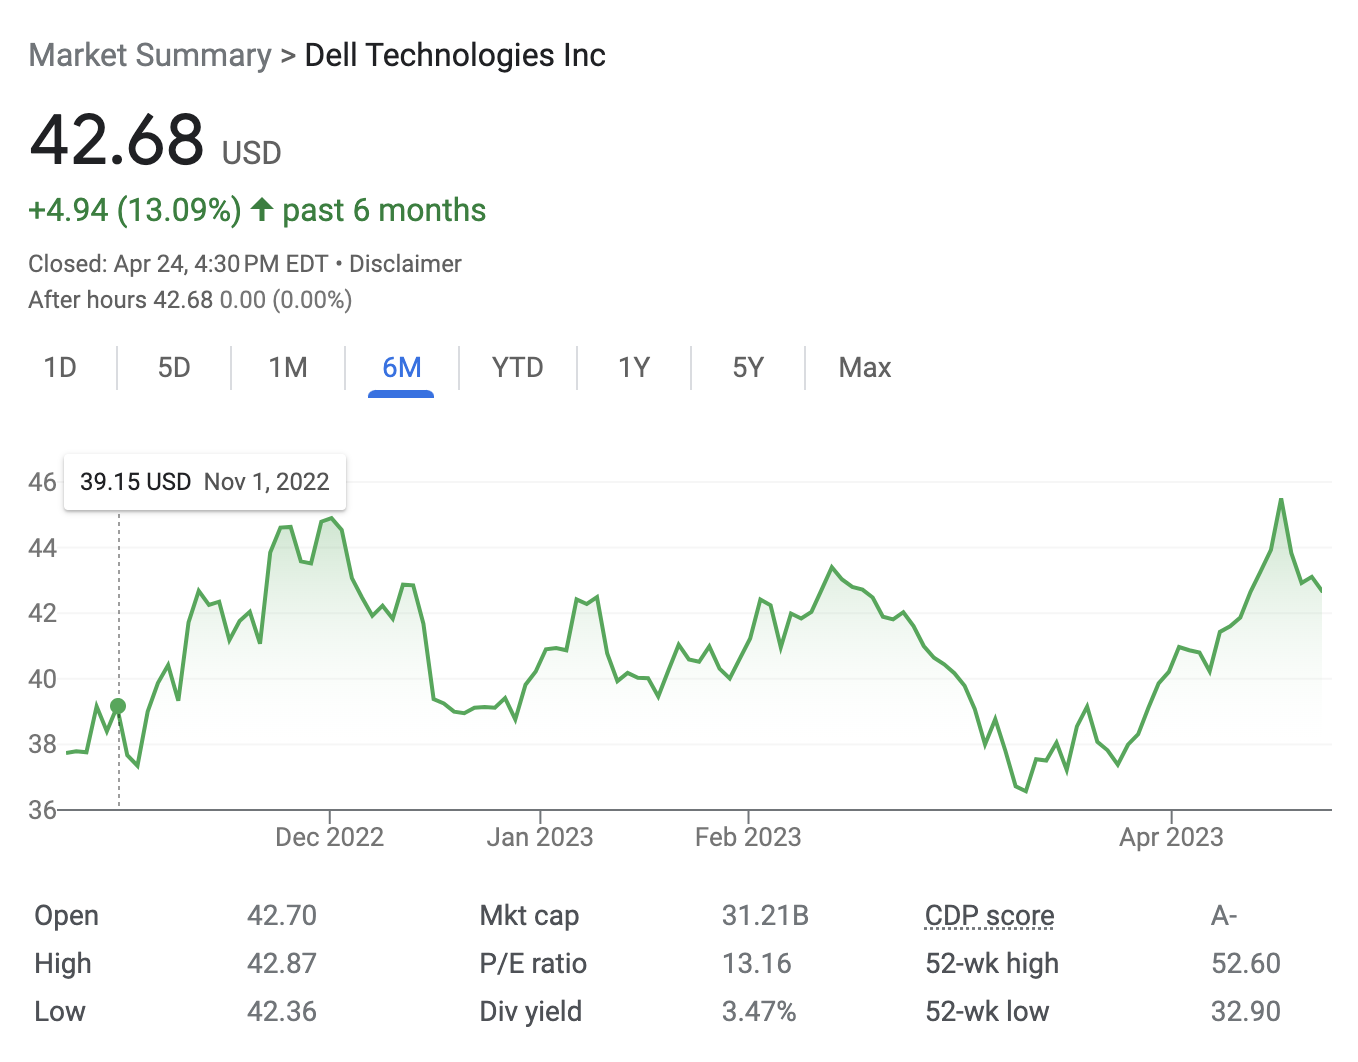 Market Summary > Dell Technologies Inc
42.68 USD
+4.94 (13.09%) ↑ past 6 months
Closed: Apr 24, 4:30 PM EDT • Disclaimer
After hours 42.68 0.00 (0.00%)
1D 5D 1M 6M YTD 1Y 5Y Max
39.15 USD Nov 1, 2022
46
44
42
40
38
36
Dec 2022 Jan 2023 Feb 2023 Apr 2023
Open 42.70 Mkt cap 31.21B CDP score A-
High 42.87 P/E ratio 13.16 52-wk high 52.60
Low 42.36 Div yield 3.47% 52-wk low 32.90